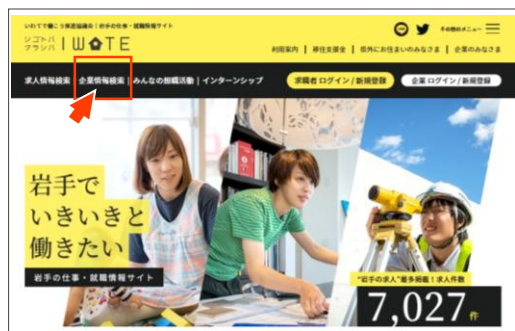 いわてで働こう推進協議会｜岩手の仕事・就職情報サイト
シゴトバ
クラシバ IWATE
その他のメニュー
利用案内 | 移住支援金 | 県外にお住まいのみなさま | 企業のみなさま
求人情報検索 | 企業情報検索 | みんなの就職活動 | インターンシップ
求職者 ログイン / 新規登録
企業 ログイン / 新規登録
岩手で
いきいきと
働きたい
岩手の仕事・就職情報サイト
"岩手の求人"最多掲載！求人件数
7,027件